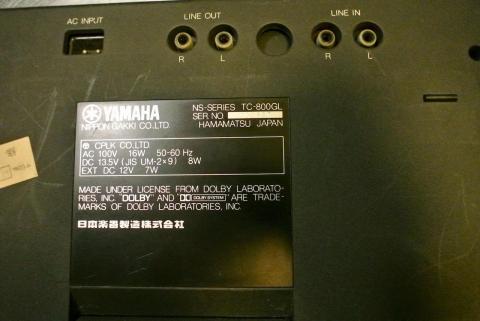 AC INPUT
LINE OUT
LINE IN
R
L
R
L
YAMAHA
NIPPON GAKKI CO.LTD.
NS-SERIES TC-800GL
SER NO
HAMAMATSU JAPAN
CPLK CO,LTD
AC 100V 16W 50-60 Hz
DC 13.5V (JIS UM-2×9) 8W
EXT DC 12V 7W
MADE UNDER LICENSE FROM DOLBY LABORATO-
RIES, INC "DOLBY" AND "DOLBY SYSTEM" ARE TRADE-
MARKS OF DOLBY LABORATORIES, INC.
日本楽器製造株式会社